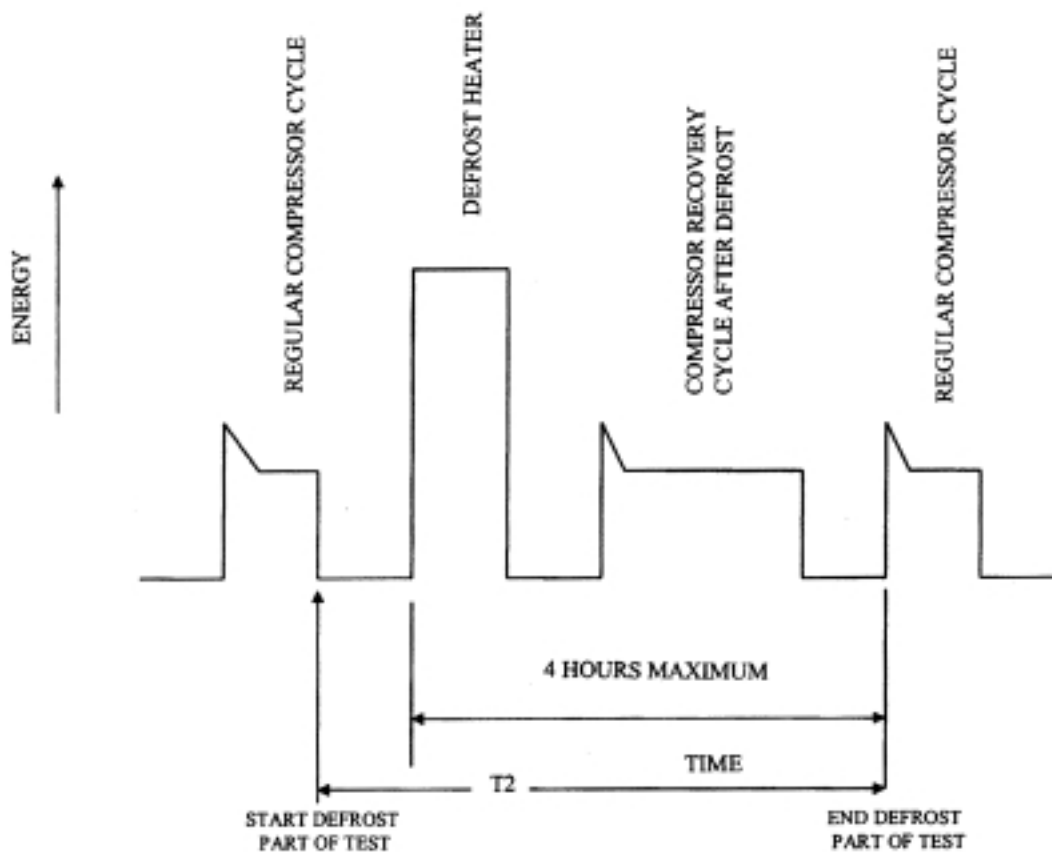 ENERGY
REGULAR COMPRESSOR CYCLE
DEFROST HEATER
COMPRESSOR RECOVERY
CYCLE AFTER DEFROST
REGULAR COMPRESSOR CYCLE
4 HOURS MAXIMUM
TIME
T2
START DEFROST
PART OF TEST
END DEFROST
PART OF TEST